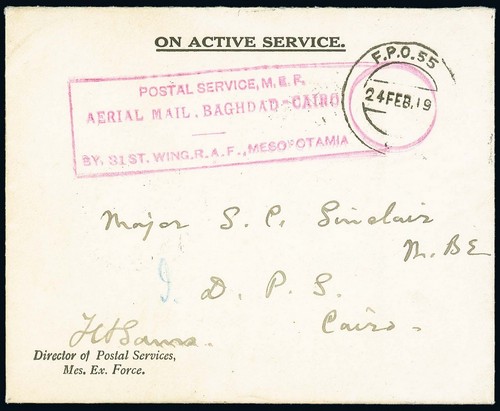 ON ACTIVE SERVICE.
F.P.O.55
24 FEB.19
POSTAL SERVICE, M.E.F.
AERIAL MAIL. BAGHDAD-CAIRO
BY. 31ST. WING.R.A.F., MESOPOTAMIA
Major S. C. Sinclair
M.BE
D. P. S.
Cairo.
Director of Postal Services,
Mes. Ex. Force.